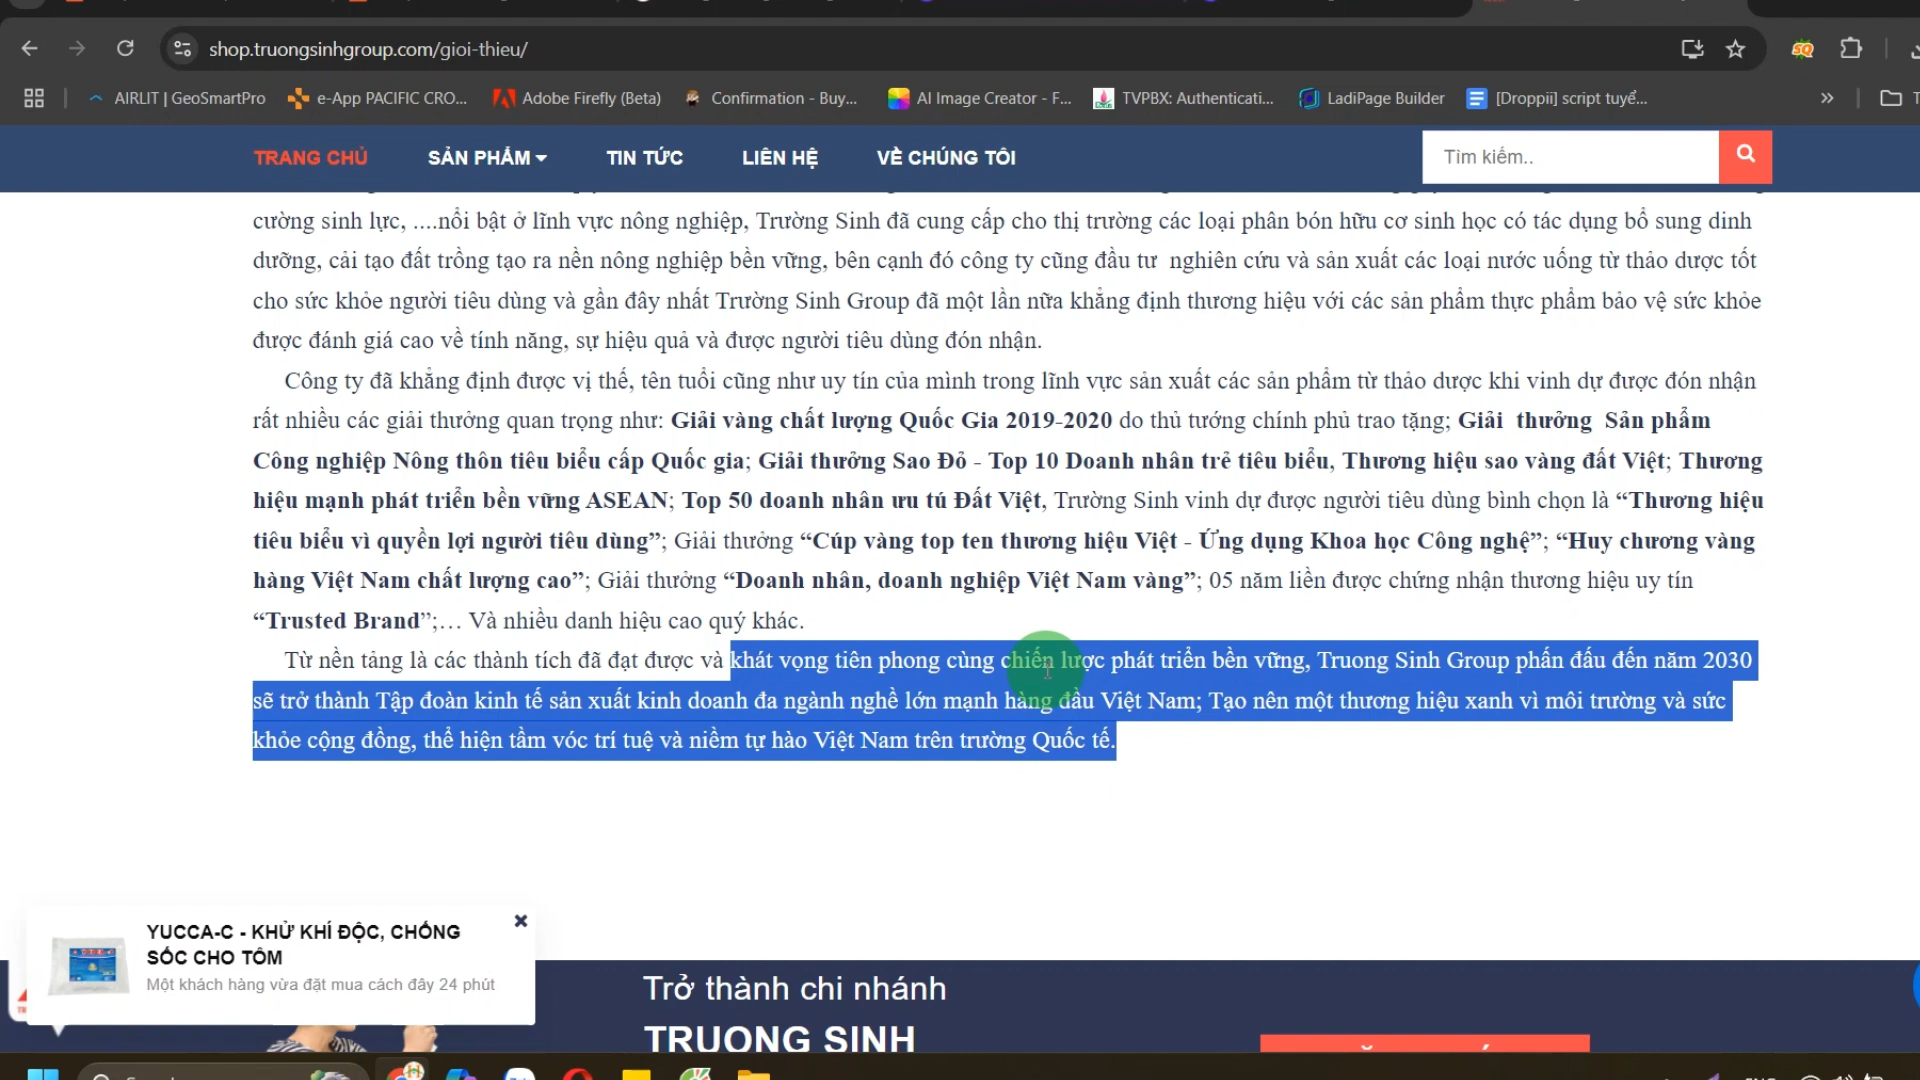 shop.truongsinhgroup.com/gioi-thieu/
AIRLIT | GeoSmartPro
e-App PACIFIC CRO...
Adobe Firefly (Beta)
Confirmation - Buy...
AI Image Creator - F...
TVPBX: Authenticati...
LadiPage Builder
[Droppii] script tuyể...
TRANG CHỦ
SẢN PHẨM
TIN TỨC
LIÊN HỆ
VỀ CHÚNG TÔI
Tìm kiếm..
cường sinh lực, ....nổi bật ở lĩnh vực nông nghiệp, Trường Sinh đã cung cấp cho thị trường các loại phân bón hữu cơ sinh học có tác dụng bổ sung dinh
dưỡng, cải tạo đất trồng tạo ra nền nông nghiệp bền vững, bên cạnh đó công ty cũng đầu tư nghiên cứu và sản xuất các loại nước uống từ thảo dược tốt
cho sức khỏe người tiêu dùng và gần đây nhất Trường Sinh Group đã một lần nữa khẳng định thương hiệu với các sản phẩm thực phẩm bảo vệ sức khỏe
được đánh giá cao về tính năng, sự hiệu quả và được người tiêu dùng đón nhận.
Công ty đã khẳng định được vị thế, tên tuổi cũng như uy tín của mình trong lĩnh vực sản xuất các sản phẩm từ thảo dược khi vinh dự được đón nhận
rất nhiều các giải thưởng quan trọng như: Giải vàng chất lượng Quốc Gia 2019-2020 do thủ tướng chính phủ trao tặng; Giải thưởng Sản phẩm
Công nghiệp Nông thôn tiêu biểu cấp Quốc gia; Giải thưởng Sao Đỏ - Top 10 Doanh nhân trẻ tiêu biểu, Thương hiệu sao vàng đất Việt; Thương
hiệu mạnh phát triển bền vững ASEAN; Top 50 doanh nhân ưu tú Đất Việt, Trường Sinh vinh dự được người tiêu dùng bình chọn là “Thương hiệu
tiêu biểu vì quyền lợi người tiêu dùng”; Giải thưởng “Cúp vàng top ten thương hiệu Việt - Ứng dụng Khoa học Công nghệ”; “Huy chương vàng
hàng Việt Nam chất lượng cao”; Giải thưởng “Doanh nhân, doanh nghiệp Việt Nam vàng”; 05 năm liền được chứng nhận thương hiệu uy tín
“Trusted Brand”;… Và nhiều danh hiệu cao quý khác.
Từ nền tảng là các thành tích đã đạt được và khát vọng tiên phong cùng chiến lược phát triển bền vững, Truong Sinh Group phấn đấu đến năm 2030
sẽ trở thành Tập đoàn kinh tế sản xuất kinh doanh đa ngành nghề lớn mạnh hàng đầu Việt Nam; Tạo nên một thương hiệu xanh vì môi trường và sức
khỏe cộng đồng, thể hiện tầm vóc trí tuệ và niềm tự hào Việt Nam trên trường Quốc tế.
YUCCA-C - KHỬ KHÍ ĐỘC, CHỐNG
SỐC CHO TÔM
Một khách hàng vừa đặt mua cách đây 24 phút
Trở thành chi nhánh
TRUONG SINH